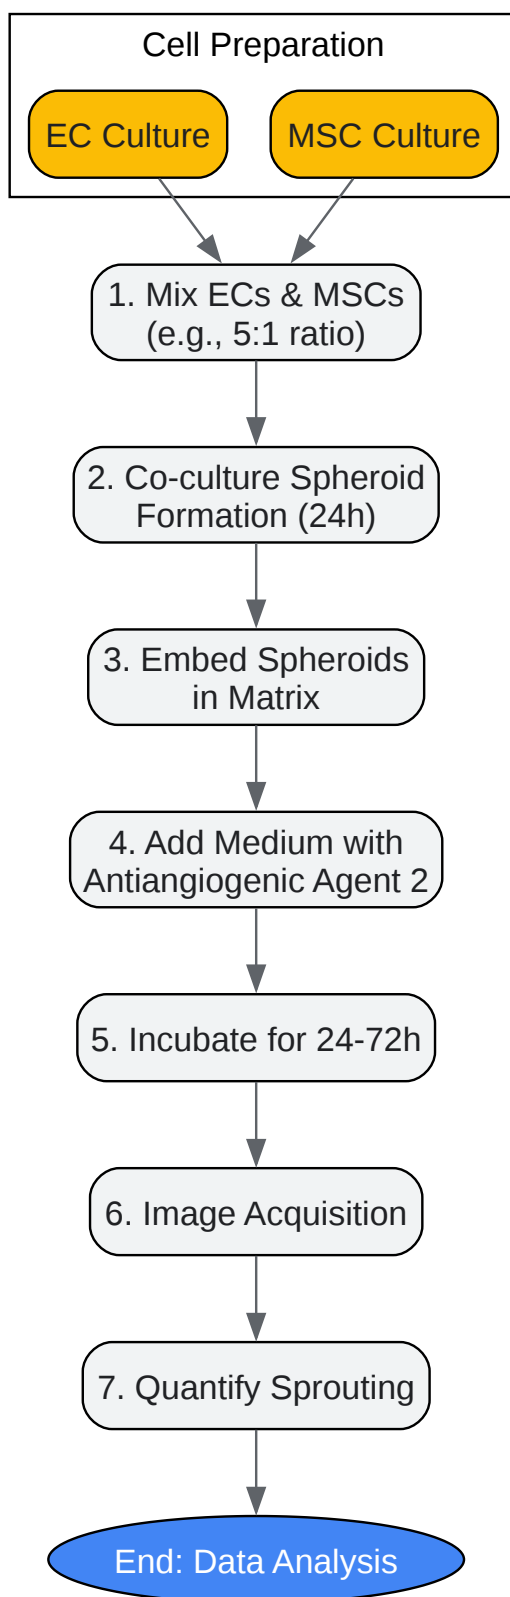 Cell Preparation
EC Culture
MSC Culture
1. Mix ECs & MSCs
(e.g., 5:1 ratio)
2. Co-culture Spheroid
Formation (24h)
3. Embed Spheroids
in Matrix
4. Add Medium with
Antiangiogenic Agent 2
5. Incubate for 24-72h
6. Image Acquisition
7. Quantify Sprouting
End: Data Analysis